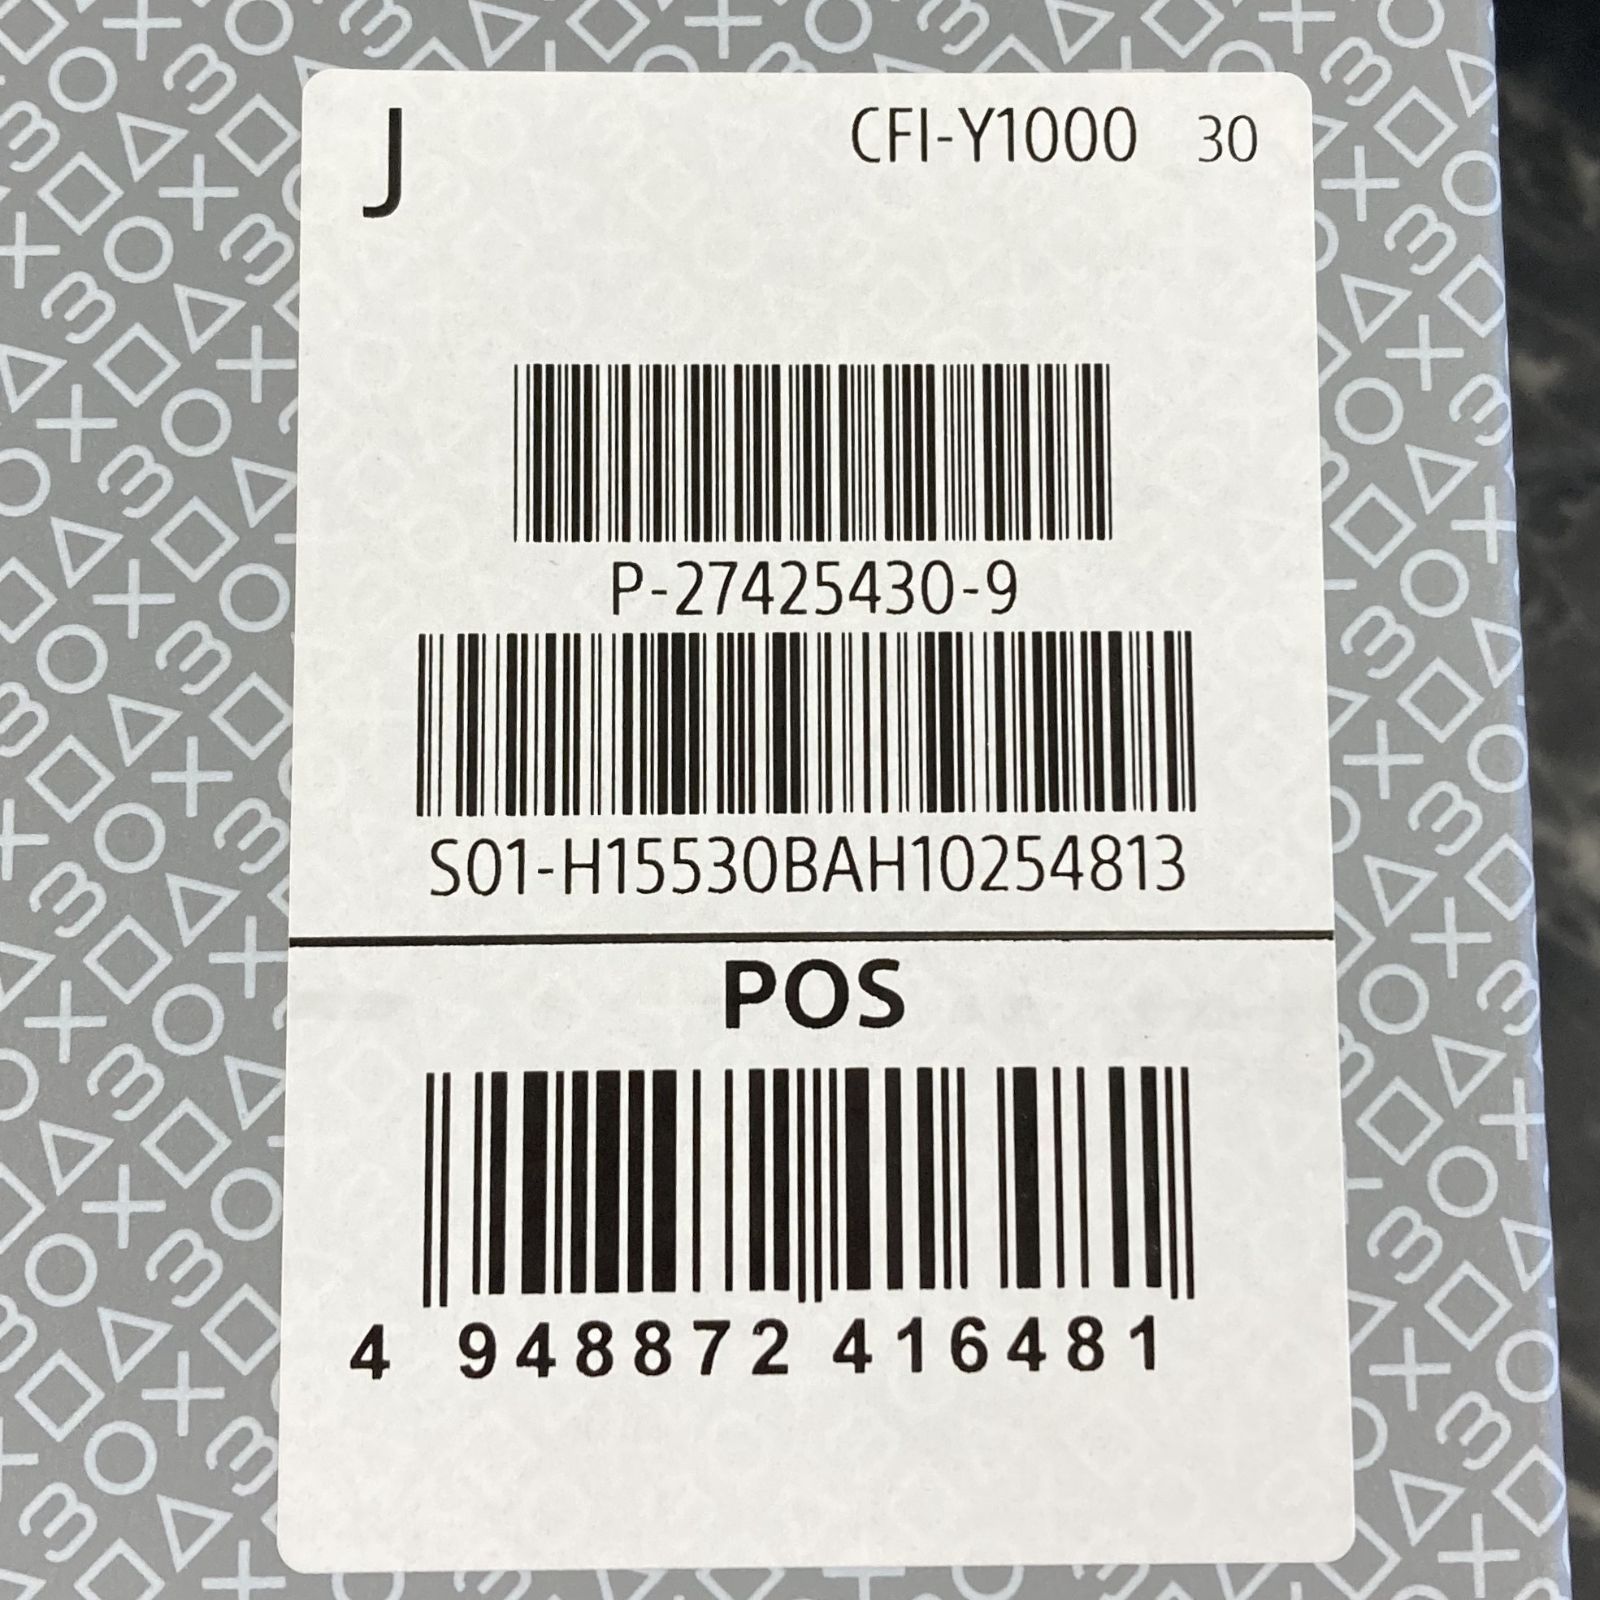 J
CFI-Y1000 30
P-27425430-9
S01-H15530BAH10254813
POS
4 948872 416481